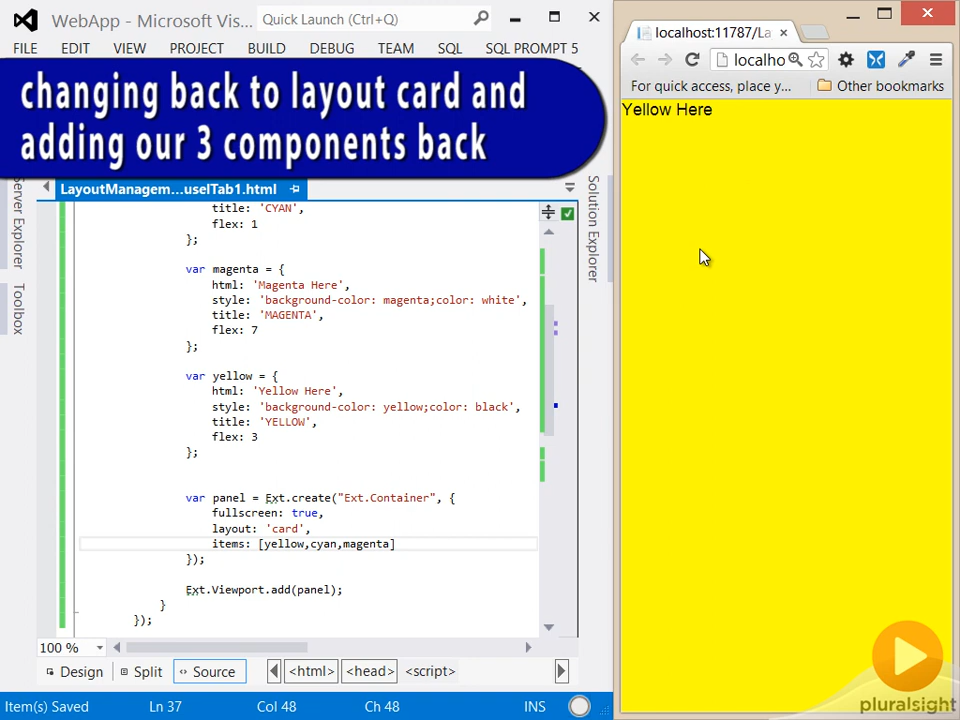 WebApp - Microsoft Vis...
Quick Launch (Ctrl+Q)
FILE EDIT VIEW PROJECT BUILD DEBUG TEAM SQL SQL PROMPT 5
changing back to layout card and
adding our 3 components back
LayoutManagem...uselTab1.html
Server Explorer
Toolbox
Solution Explorer
title: 'CYAN',
flex: 1
};
var magenta = {
html: 'Magenta Here',
style: 'background-color: magenta;color: white',
title: 'MAGENTA',
flex: 7
};
var yellow = {
html: 'Yellow Here',
style: 'background-color: yellow;color: black',
title: 'YELLOW',
flex: 3
};
var panel = Ext.create("Ext.Container", {
fullscreen: true,
layout: 'card',
items: [yellow,cyan,magenta]
});
Ext.Viewport.add(panel);
}
});
100 %
Design Split Source <html> <head> <script>
Item(s) Saved Ln 37 Col 48 Ch 48 INS
localhost:11787/La
localho
For quick access, place y... Other bookmarks
Yellow Here
pluralsight